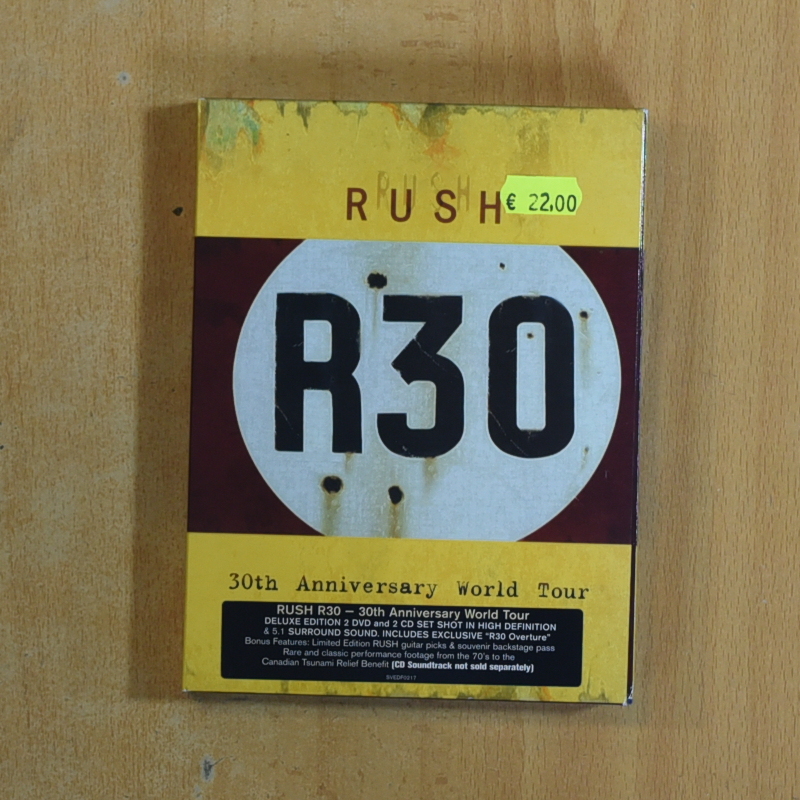 RUSH
RUSH
€ 22,00
R30
30th Anniversary World Tour
RUSH R30 – 30th Anniversary World Tour
DELUXE EDITION 2 DVD and 2 CD SET SHOT IN HIGH DEFINITION
& 5.1 SURROUND SOUND. INCLUDES EXCLUSIVE "R30 Overture"
Bonus Features: Limited Edition RUSH guitar picks & souvenir backstage pass
Rare and classic performance footage from the 70's to the
Canadian Tsunami Relief Benefit (CD Soundtrack not sold separately)
SVEDP0017